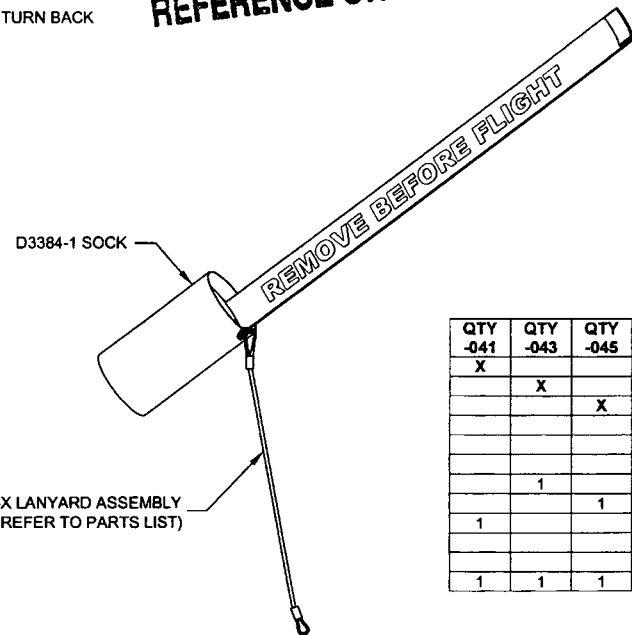 TURN BACK
REFERENCE
REMOVE BEFORE FLIGHT
D3384-1 SOCK
QTY QTY QTY
-041 -043 -045
X
X
X
X LANYARD ASSEMBLY
REFER TO PARTS LIST)
1
1
1
1 1 1